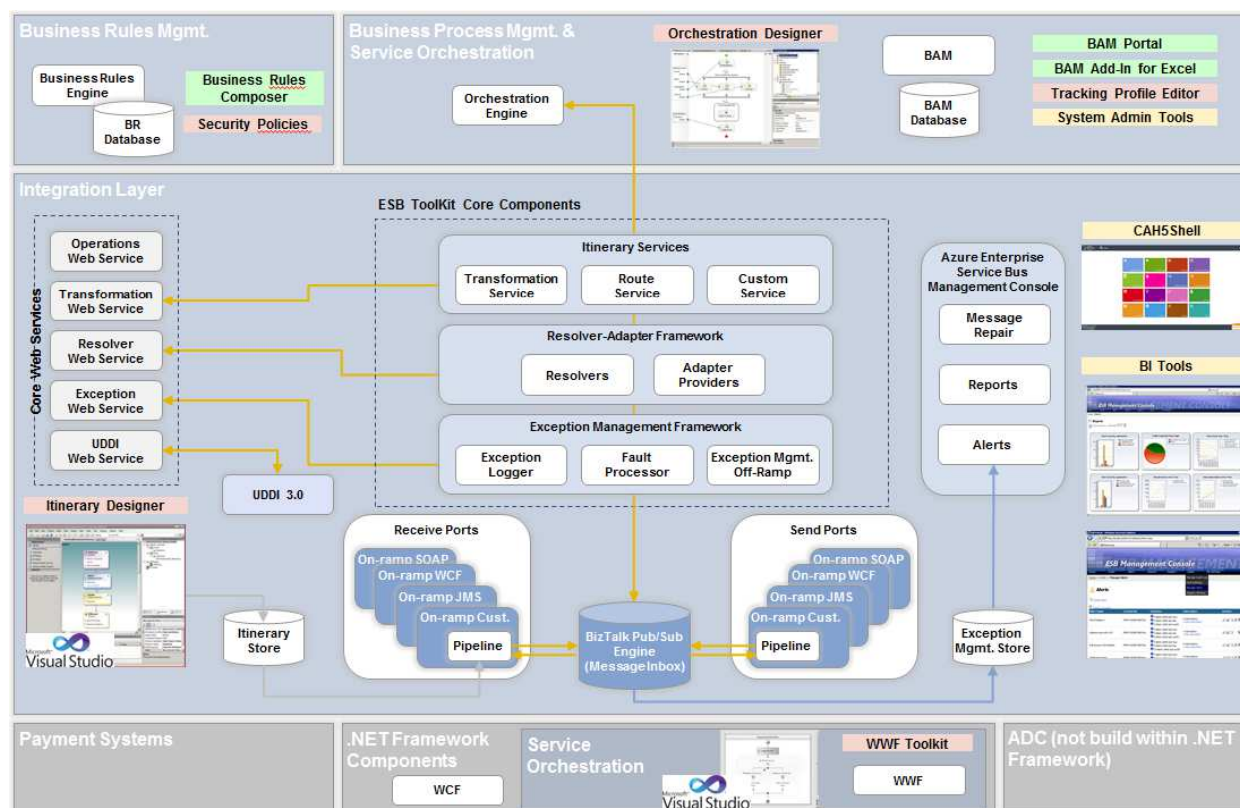 Business Rules Mgmt.
Business Rules
Engine
BR
Database
Business Rules
Composer
Security Policies
Business Process Mgmt. &
Service Orchestration
Orchestration Designer
Orchestration
Engine
BAM
BAM
Database
BAM Portal
BAM Add-In for Excel
Tracking Profile Editor
System Admin Tools
Integration Layer
ESB ToolKit Core Components
Core Web Services
Operations
Web Service
Transformation
Web Service
Resolver
Web Service
Exception
Web Service
UDDI
Web Service
UDDI 3.0
Itinerary Services
Transformation
Service
Route
Service
Custom
Service
Resolver-Adapter Framework
Resolvers
Adapter
Providers
Exception Management Framework
Exception
Logger
Fault
Processor
Exception Mgmt.
Off-Ramp
Azure Enterprise
Service Bus
Management Console
Message
Repair
Reports
Alerts
CAH5Shell
BI Tools
ESB Management Console
ESB Management Console
Alerts
Itinerary Designer
Microsoft
Visual Studio
Itinerary
Store
Receive Ports
On-ramp SOAP
On-ramp WCF
On-ramp JMS
On-ramp Cust.
Pipeline
BizTalk Pub/Sub
Engine
(Message Inbox)
Send Ports
On-ramp SOAP
On-ramp WCF
On-ramp JMS
On-ramp Cust.
Pipeline
Exception
Mgmt. Store
Payment Systems
.NET Framework
Components
WCF
Service
Orchestration
Microsoft
Visual Studio
WWF Toolkit
WWF
ADC (not build within .NET
Framework)